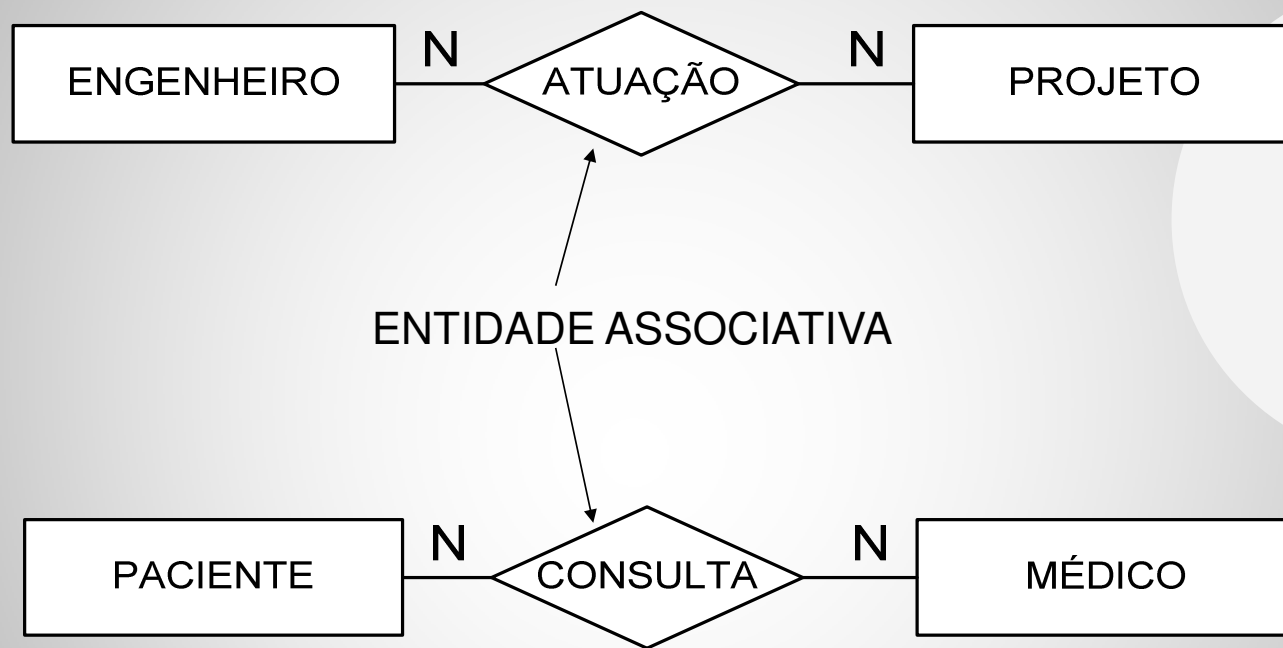 ENGENHEIRO N ATUAÇÃO N PROJETO
ENTIDADE ASSOCIATIVA
PACIENTE N CONSULTA N MÉDICO